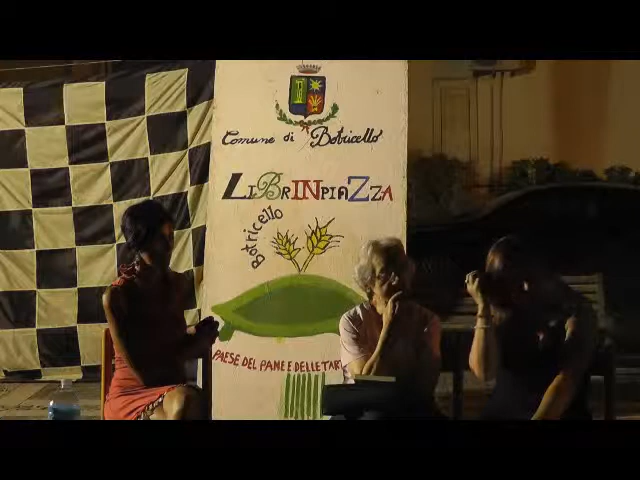 Comune di Botricello
LIBRINPIAZZA
Botricello
PAESE DEL PANE E DELLE TAR